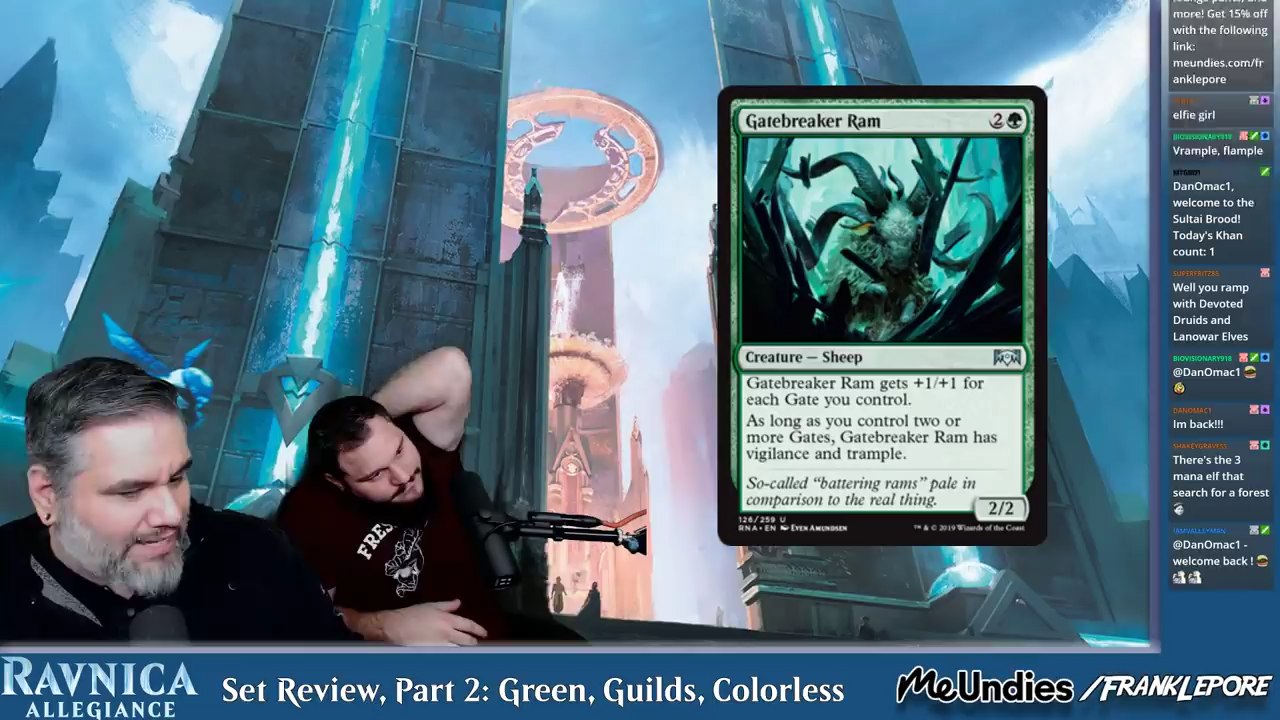 more! Get 15% off
with the following
link:
meundies.com/fr
anklepore
elfie girl
BIOVISIONARY918
Vrample, flample
DanOmac1,
welcome to the
Sultai Brood!
Today's Khan
count: 1
SUPERFRITZ85
Well you ramp
with Devoted
Druids and
Lanowar Elves
BIOVISIONARY918
@DanOmac1
DANOMAC1
Im back!!!
There's the 3
mana elf that
search for a forest
@DanOmac1 -
welcome back !
Gatebreaker Ram 2
Creature — Sheep
Gatebreaker Ram gets +1/+1 for
each Gate you control.
As long as you control two or
more Gates, Gatebreaker Ram has
vigilance and trample.
So-called “battering rams” pale in
comparison to the real thing.
2/2
126/259 U
RNA • EN Even Amundsen
™ & © 2019 Wizards of the Coast
FRES
RAVNICA
ALLEGIANCE
Set Review, Part 2: Green, Guilds, Colorless
MeUndies /FRANKLEPORE